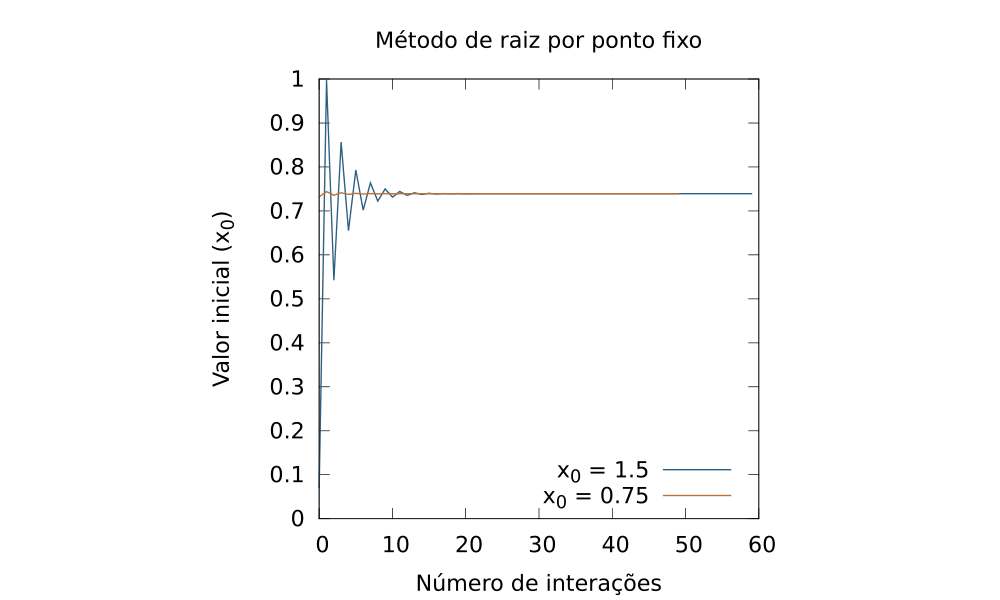 Método de raiz por ponto fixo
Valor inicial (x₀)
1
0.9
0.8
0.7
0.6
0.5
0.4
0.3
0.2
0.1
0
x₀ = 1.5
x₀ = 0.75
0 10 20 30 40 50 60
Número de interações